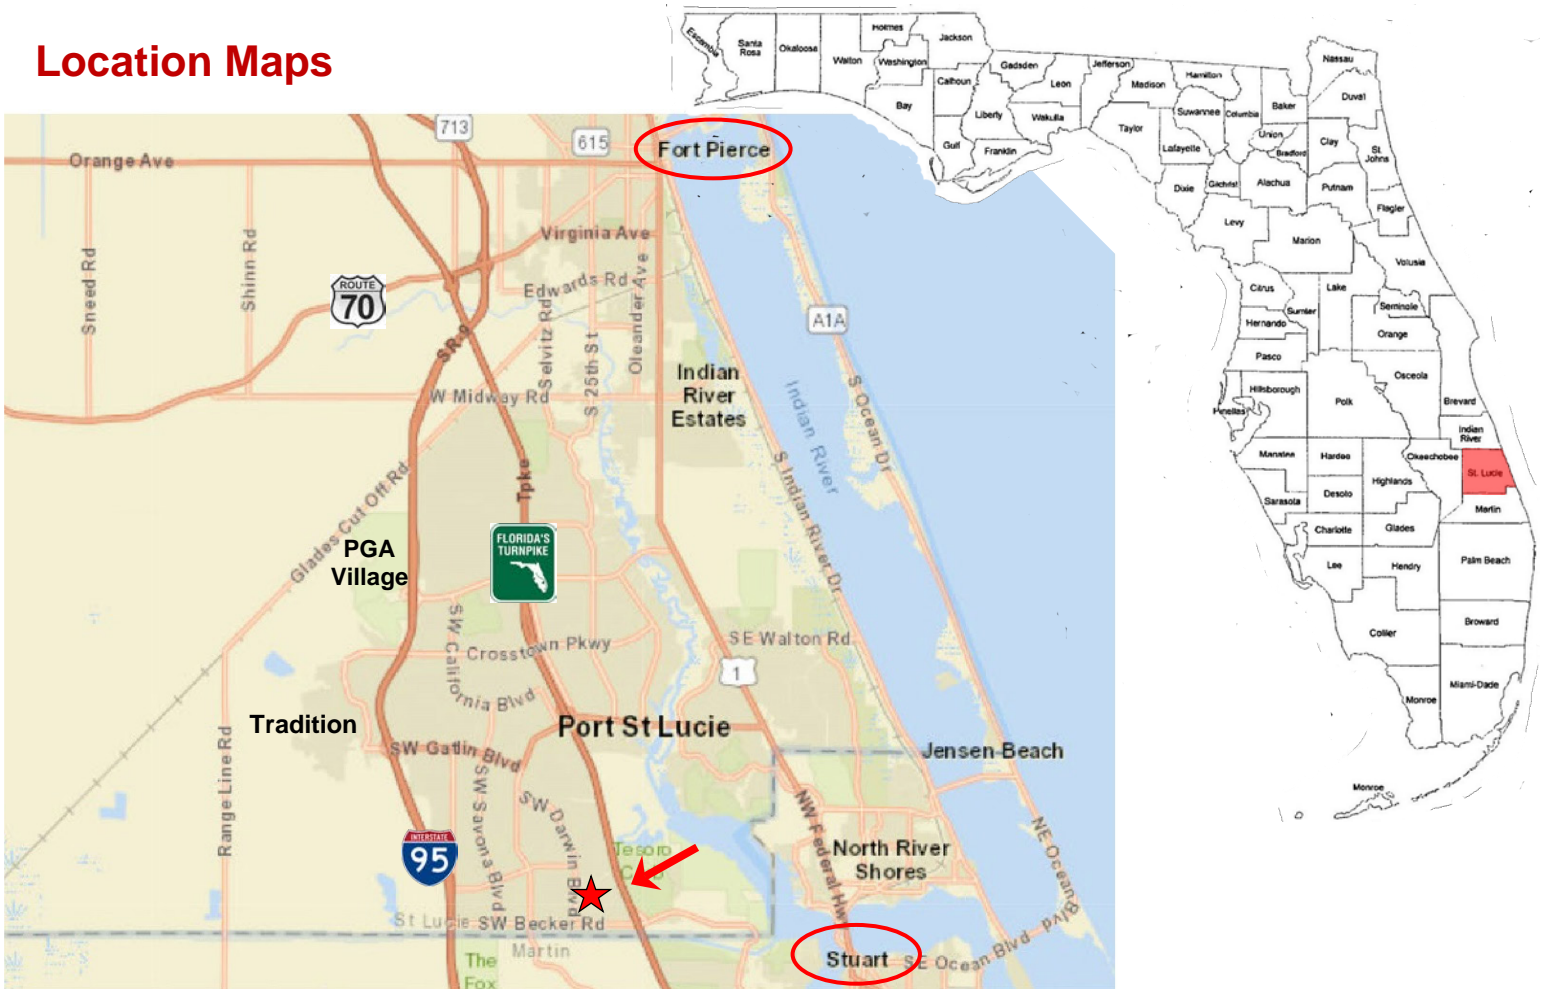 Location Maps
713
615
Fort Pierce
Orange Ave
Virginia Ave
Sneed Rd
Shinn Rd
ROUTE
70
Edwards Rd
Selvitz Rd
S 25th St
Oleander Ave
SR-9
A1A
W Midway Rd
Indian
River
Estates
Indian River
S Ocean Dr
S Indian River Dr
Glades Cut Off Rd
Tpke
PGA
Village
FLORIDA'S
TURNPIKE
SW California Blvd
Crosstown Pkwy
SE Walton Rd
1
Tradition
Port St Lucie
Range Line Rd
SW Gatlin Blvd
Jensen Beach
SW Savona Blvd
SW Darwin Blvd
NW Federal Hwy
NE Ocean Blvd
INTERSTATE
95
Tesoro
North River
Shores
St Lucie
SW Becker Rd
Martin
Stuart
SE Ocean Blvd
The
Fox
Escambia
Santa
Rosa
Okaloosa
Walton
Holmes
Washington
Jackson
Bay
Calhoun
Gulf
Gadsden
Liberty
Franklin
Leon
Wakulla
Jefferson
Madison
Taylor
Hamilton
Suwannee
Lafayette
Dixie
Columbia
Gilchrist
Baker
Union
Bradford
Alachua
Nassau
Duval
Clay
St
Johns
Putnam
Flagler
Levy
Marion
Volusia
Citrus
Sumter
Lake
Seminole
Hernando
Orange
Pasco
Osceola
Hillsborough
Pinellas
Polk
Brevard
Indian
River
Manatee
Hardee
Okeechobee
St. Lucie
Highlands
Sarasota
Desoto
Martin
Charlotte
Glades
Lee
Hendry
Palm Beach
Collier
Broward
Monroe
Miami-Dade
Monroe